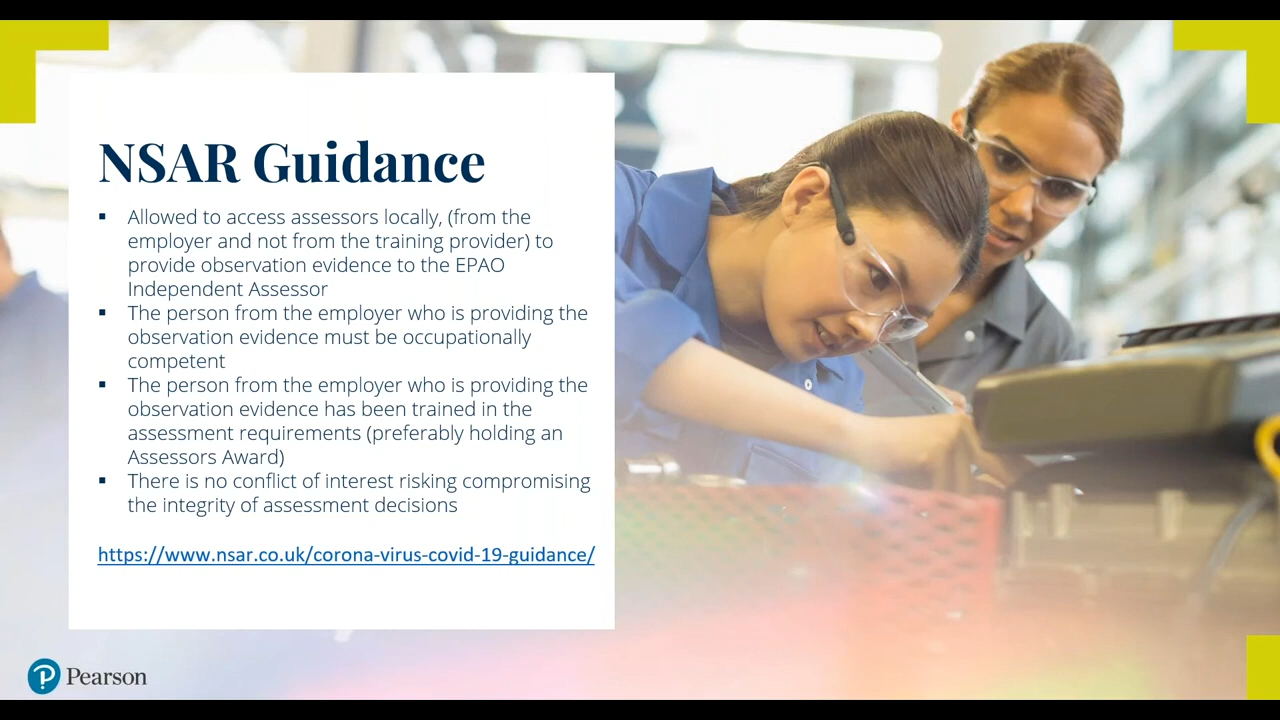 NSAR Guidance
▪ Allowed to access assessors locally, (from the
employer and not from the training provider) to
provide observation evidence to the EPAO
Independent Assessor
▪ The person from the employer who is providing the
observation evidence must be occupationally
competent
▪ The person from the employer who is providing the
observation evidence has been trained in the
assessment requirements (preferably holding an
Assessors Award)
▪ There is no conflict of interest risking compromising
the integrity of assessment decisions
https://www.nsar.co.uk/corona-virus-covid-19-guidance/
Pearson